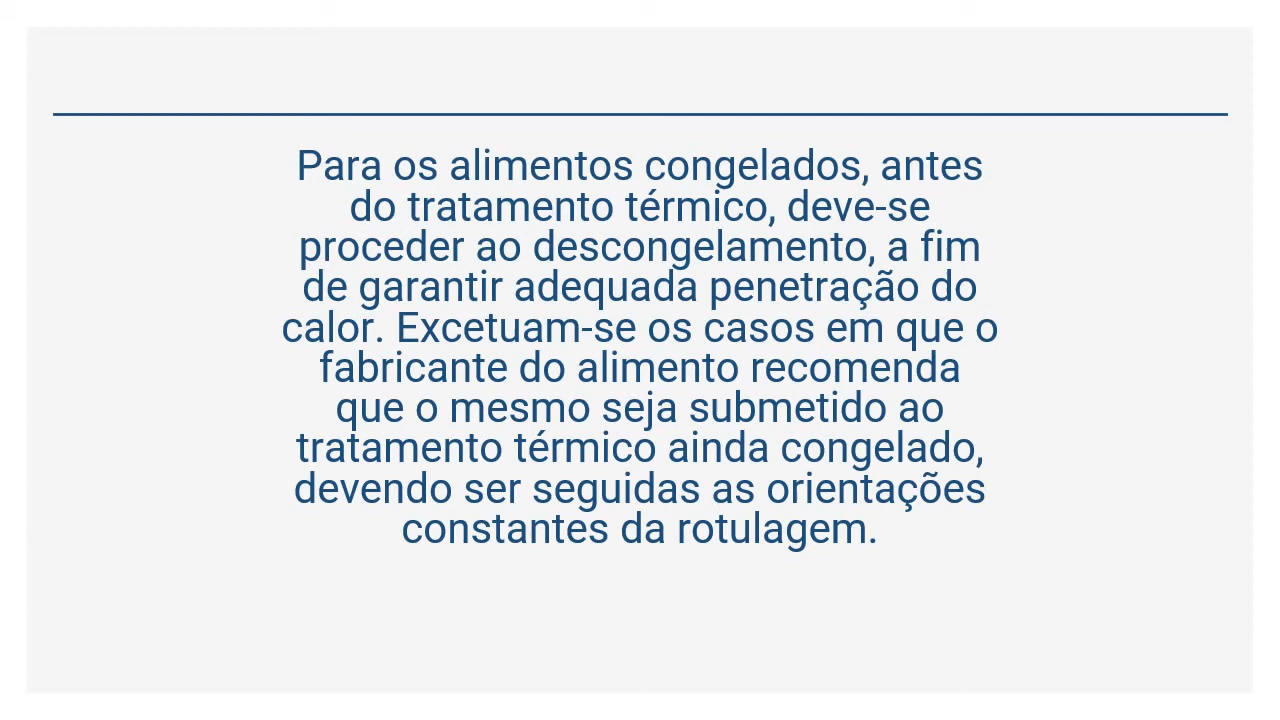 Para os alimentos congelados, antes
do tratamento térmico, deve-se
proceder ao descongelamento, a fim
de garantir adequada penetração do
calor. Excetuam-se os casos em que o
fabricante do alimento recomenda
que o mesmo seja submetido ao
tratamento térmico ainda congelado,
devendo ser seguidas as orientações
constantes da rotulagem.